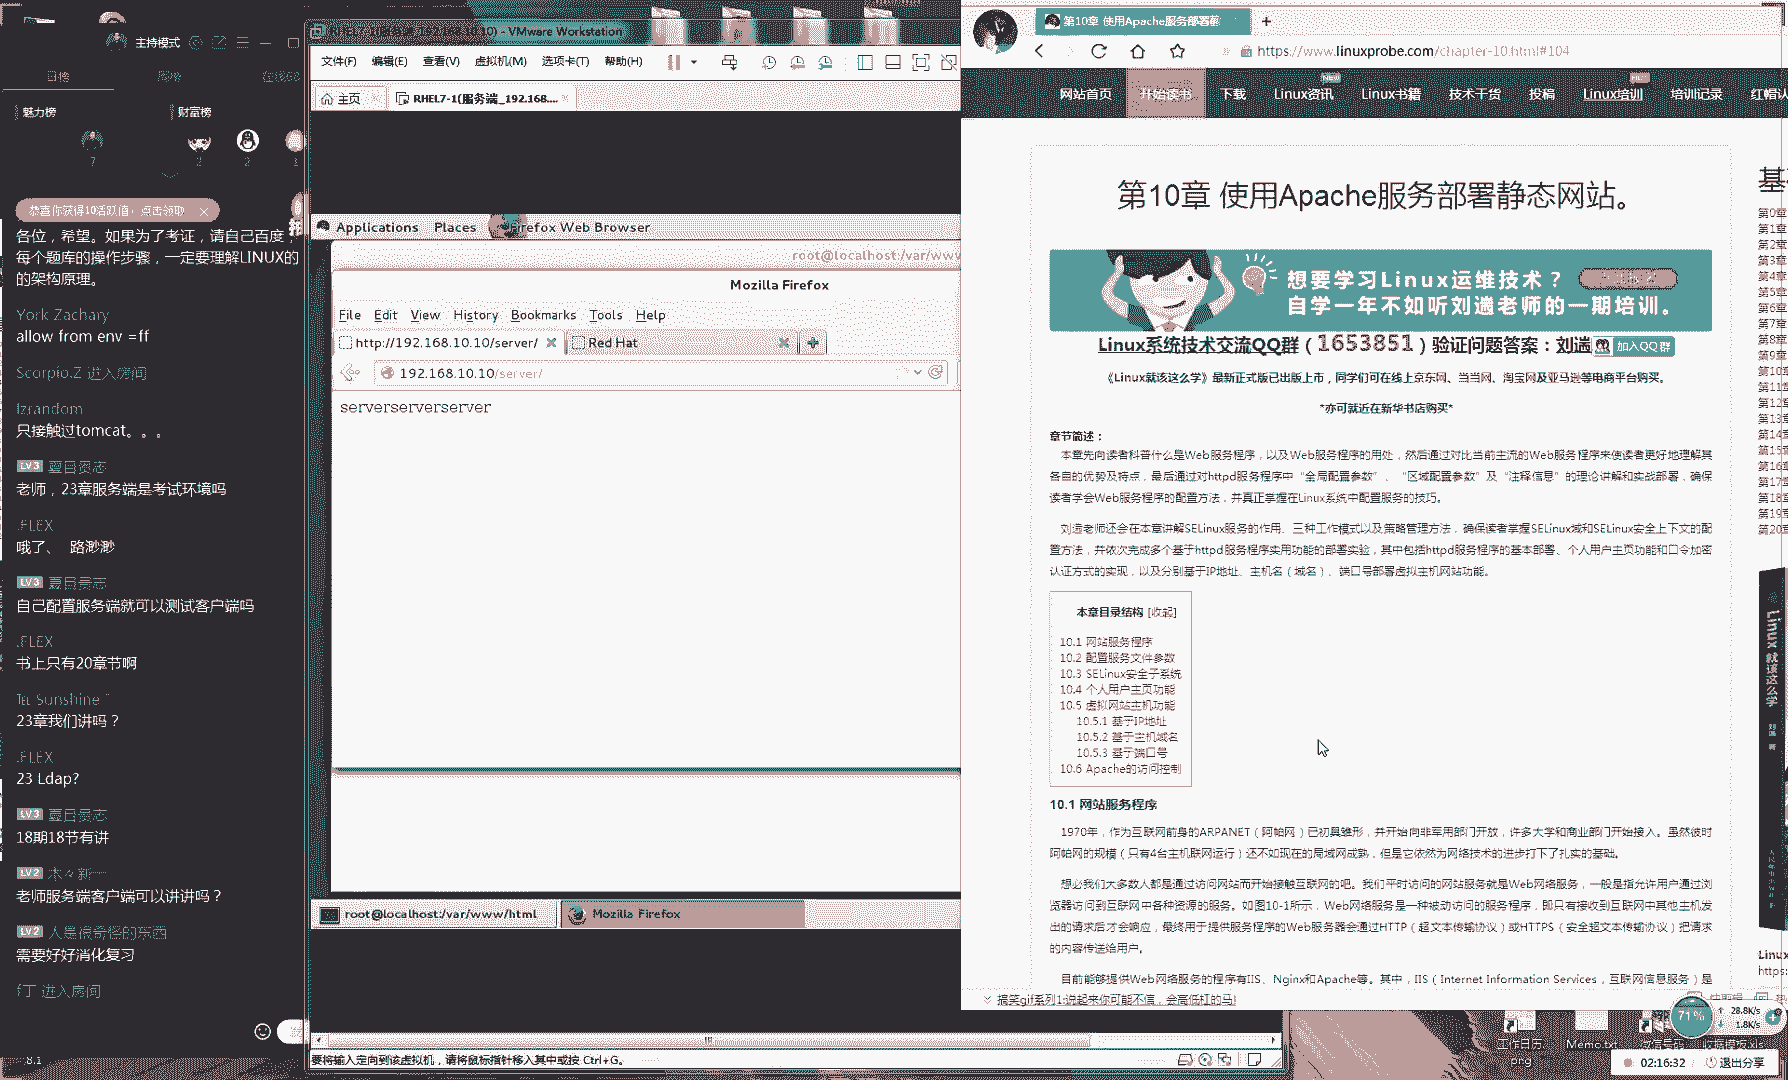 主持模式
日榜
周榜
魅力榜
财富榜
7
2
2
恭喜你获得10活跃值，点击领取
各位，希望。如果为了考证，请自己百度，
每个题库的操作步骤，一定要理解LINUX的
的架构原理。
York Zachary
allow from env =ff
Scorpio.Z 进入房间
Izrandom
只接触过tomcat。。。
LV3 夏目贵志
老师，23章服务端是考试环境吗
.FLEX
哦了、 路渺渺
LV3 夏目贵志
自己配置服务端就可以测试客户端吗
.FLEX
书上只有20章节啊
Sunshine
23章我们讲吗？
.FLEX
23 Ldap?
LV3 夏目贵志
18期18节有讲
LV2
老师服务端客户端可以讲讲吗？
LV2 人是很奇怪的东西
需要好好消化复习
f丁 进入房间
8.1
RHEL7-1(服务端_192.168.10.10) - VMware Workstation
文件(F) 编辑(E) 查看(V) 虚拟机(M) 选项卡(T) 帮助(H)
主页
RHEL7-1(服务端_192.168....
Applications Places Firefox Web Browser
root@localhost:/var/www
Mozilla Firefox
File Edit View History Bookmarks Tools Help
http://192.168.10.10/server/
Red Hat
192.168.10.10/server/
serverserverserver
root@localhost:/var/www/html
Mozilla Firefox
要将输入定向到该虚拟机，请将鼠标指针移入其中或按 Ctrl+G。
第10章 使用Apache服务部署静
https://www.linuxprobe.com/chapter-10.html#104
网站首页 开始读书 下载 Linux资讯 Linux书籍 技术干货 投稿 Linux培训 培训记录 红帽认
NEW
第10章 使用Apache服务部署静态网站。
想要学习Linux运维技术？
自学一年不如听刘遄老师的一期培训。
Linux系统技术交流QQ群（1653851）验证问题答案：刘遄 加入QQ群
《Linux就该这么学》最新正式版已出版上市，同学们可在线上京东网、当当网、淘宝网及亚马逊等电商平台购买。
*亦可就近在新华书店购买*
章节简述：
本章先向读者科普什么是Web服务程序，以及Web服务程序的用处，然后通过对比当前主流的Web服务程序来使读者更好地理解其
各自的优势及特点，最后通过对httpd服务程序中“全局配置参数”、“区域配置参数”及“注释信息”的理论讲解和实战部署，确保
读者学会Web服务程序的配置方法，并真正掌握在Linux系统中配置服务的技巧。
刘遄老师还会在本章讲解SELinux服务的作用、三种工作模式以及策略管理方法，确保读者掌握SELinux域和SELinux安全上下文的配
置方法，并依次完成多个基于httpd服务程序实用功能的部署实验，其中包括httpd服务程序的基本部署、个人用户主页功能和口令加密
认证方式的实现，以及分别基于IP地址、主机名（域名）、端口号部署虚拟主机网站功能。
本章目录结构 [收起]
10.1 网站服务程序
10.2 配置服务文件参数
10.3 SELinux安全子系统
10.4 个人用户主页功能
10.5 虚拟网站主机功能
10.5.1 基于IP地址
10.5.2 基于主机域名
10.5.3 基于端口号
10.6 Apache的访问控制
10.1 网站服务程序
1970年，作为互联网前身的ARPANET（阿帕网）已初具雏形，并开始向非军用部门开放，许多大学和商业部门开始接入。虽然彼时
阿帕网的规模（只有4台主机联网运行）还不如现在的局域网成熟，但是它依然为网络技术的进步打下了扎实的基础。
想必我们大多数人都是通过访问网站而开始接触互联网的吧。我们平时访问的网站服务就是Web网络服务，一般是指允许用户通过浏
览器访问到互联网中各种资源的服务。如图10-1所示，Web网络服务是一种被动访问的服务程序，即只有接收到互联网中其他主机发
出的请求后才会响应，最终用于提供服务程序的Web服务器会通过HTTP（超文本传输协议）或HTTPS（安全超文本传输协议）把请求
的内容传送给用户。
目前能够提供Web网络服务的程序有IIS、Nginx和Apache等。其中，IIS（Internet Information Services，互联网信息服务）是
搞笑gif系列1:说起来你可能不信，会高低杠的马!
第0章
第1章
第2章
第3章
第4章
第5章
第6章
第7章
第8章
第9章
第10章
第11章
第12章
第13章
第14章
第15章
第16章
第17章
第18章
第19章
第20章
Linux 就该这么学
Linux
https:
71%
28.8K/s
1.8K/s
工作日历.png
Memo.txt
02:16:32
退出分享